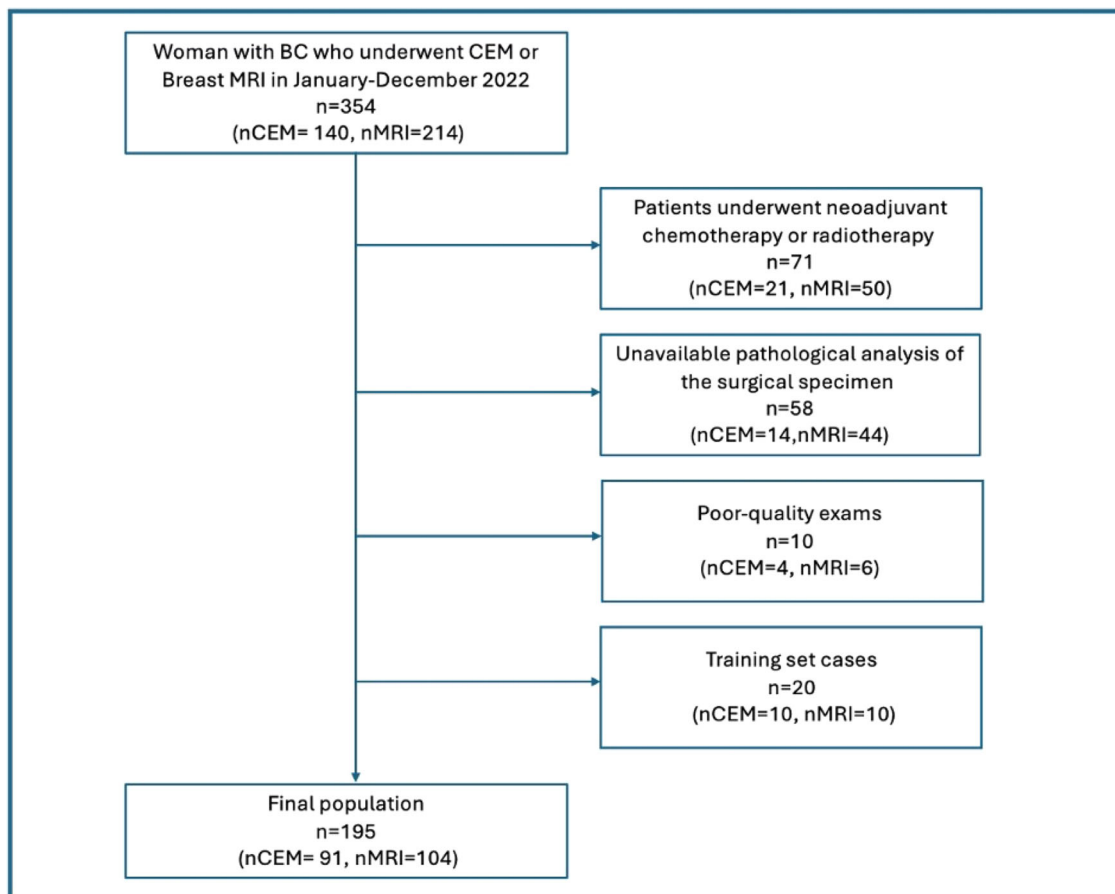 Woman with BC who underwent CEM or
Breast MRI in January-December 2022
n=354
(nCEM= 140, nMRI=214)
Patients underwent neoadjuvant
chemotherapy or radiotherapy
n=71
(nCEM=21, nMRI=50)
Unavailable pathological analysis of
the surgical specimen
n=58
(nCEM=14,nMRI=44)
Poor-quality exams
n=10
(nCEM=4, nMRI=6)
Training set cases
n=20
(nCEM=10, nMRI=10)
Final population
n=195
(nCEM= 91, nMRI=104)